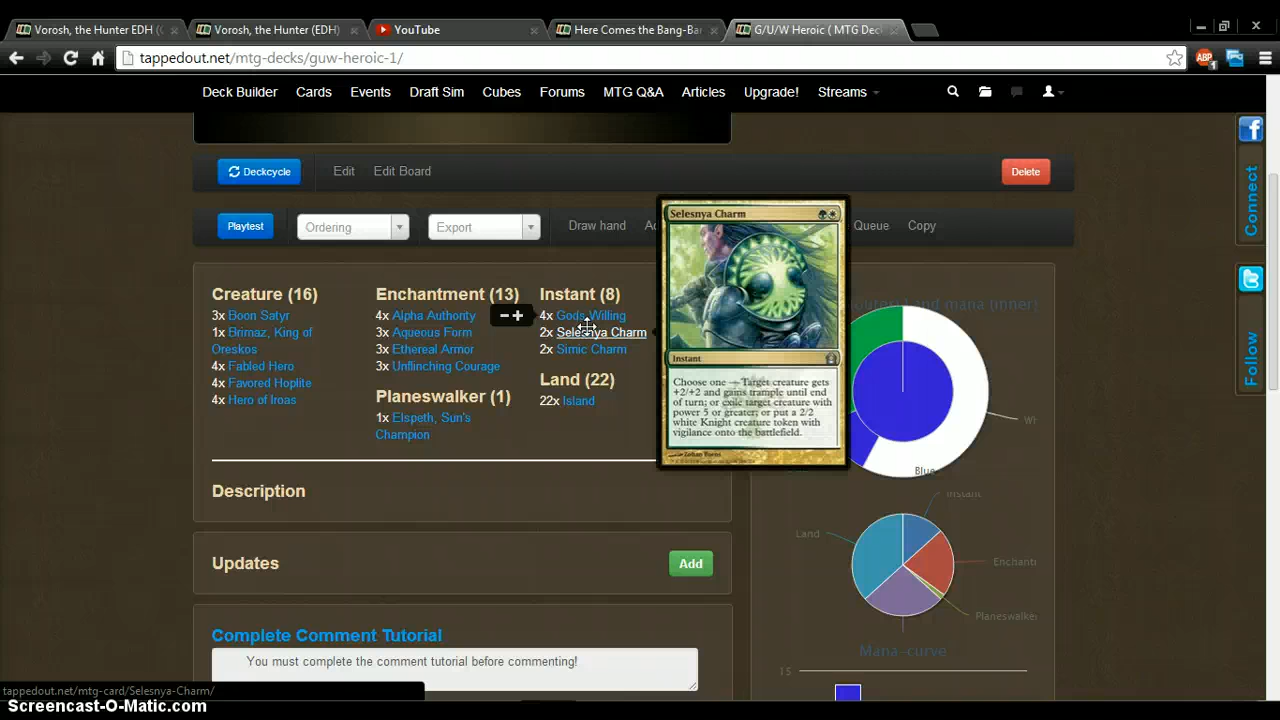 Vorosh, the Hunter EDH ((
Vorosh, the Hunter (EDH)
YouTube
Here Comes the Bang-Bar
G/U/W Heroic ( MTG Dec
tappedout.net/mtg-decks/guw-heroic-1/
ABP
1
Deck Builder
Cards
Events
Draft Sim
Cubes
Forums
MTG Q&A
Articles
Upgrade!
Streams
Deckcycle
Edit
Edit Board
Delete
Playtest
Ordering
Export
Draw hand
Queue
Copy
Connect
Follow
Creature (16)
3x Boon Satyr
1x Brimaz, King of
Oreskos
4x Fabled Hero
4x Favored Hoplite
4x Hero of Iroas
Enchantment (13)
4x Alpha Authority
3x Aqueous Form
3x Ethereal Armor
3x Unflinching Courage
Planeswalker (1)
1x Elspeth, Sun's
Champion
− +
Instant (8)
4x Gods Willing
2x Selesnya Charm
2x Simic Charm
Land (22)
22x Island
Selesnya Charm
Instant
Choose one — Target creature gets
+2/+2 and gains trample until end
of turn; or exile target creature with
power 5 or greater; or put a 2/2
white Knight creature token with
vigilance onto the battlefield.
Land mana (inner)
Wi
Blue
Instant
Land
Enchantı
Planeswalker
Mana-curve
15
Description
Updates
Add
Complete Comment Tutorial
You must complete the comment tutorial before commenting!
tappedout.net/mtg-card/Selesnya-Charm/
Screencast-O-Matic.com